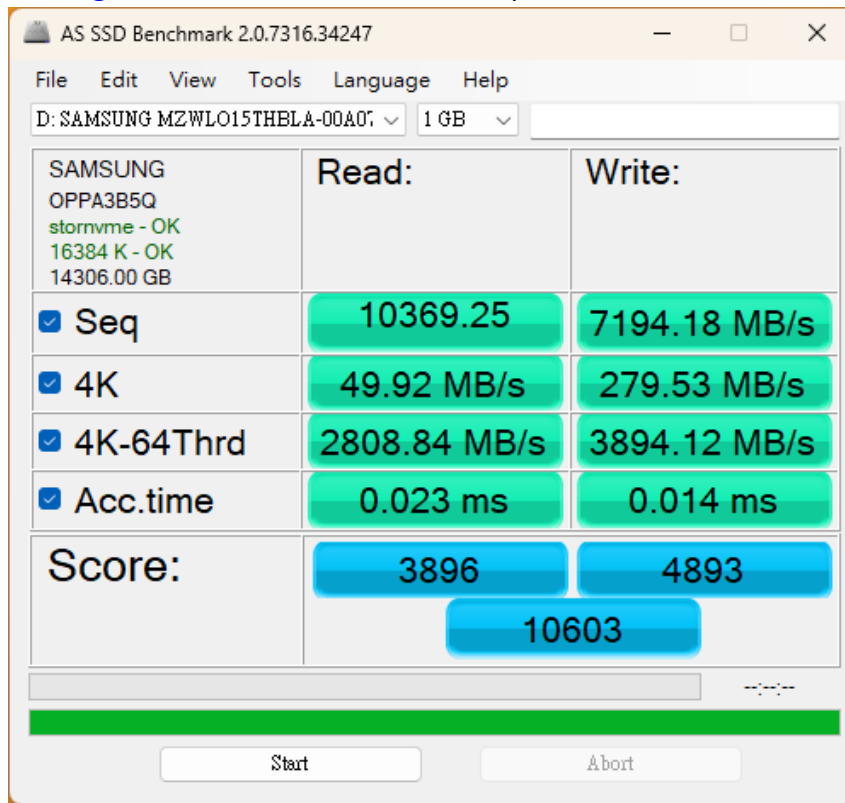 AS SSD Benchmark 2.0.7316.34247
File Edit View Tools Language Help
D: SAMSUNG MZWLO15THBLA-00A07 1 GB
SAMSUNG
OPPA3B5Q
stornvme - OK
16384 K - OK
14306.00 GB
Read: Write:
Seq 10369.25 7194.18 MB/s
4K 49.92 MB/s 279.53 MB/s
4K-64Thrd 2808.84 MB/s 3894.12 MB/s
Acc.time 0.023 ms 0.014 ms
Score: 3896 4893
10603
--:--:--
Start Abort